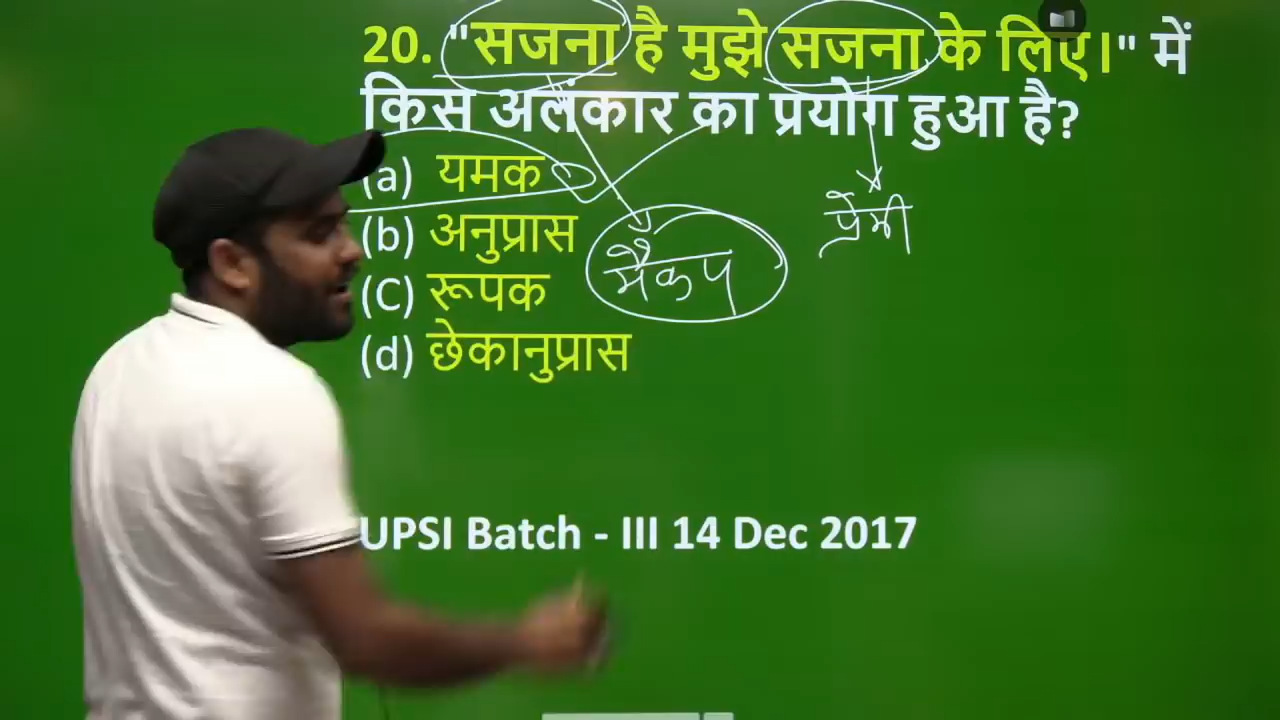 20. "सजना है मुझे सजना के लिए।" में
किस अलंकार का प्रयोग हुआ है?
(a) यमक
(b) अनुप्रास
(C) रूपक
(d) छेकानुप्रास
मैकप
प्रेमी
UPSI Batch - III 14 Dec 2017